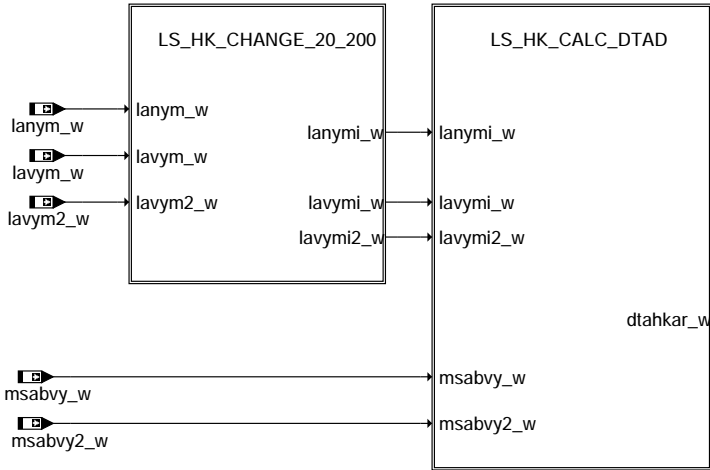 LS_HK_CHANGE_20_200
LS_HK_CALC_DTAD
lanym_w
lanym_w
lanymi_w
lanymi_w
lavym_w
lavym_w
lavym2_w
lavym2_w
lavymi_w
lavymi_w
lavymi2_w
lavymi2_w
dtahkar_w
msabvy_w
msabvy_w
msabvy2_w
msabvy2_w